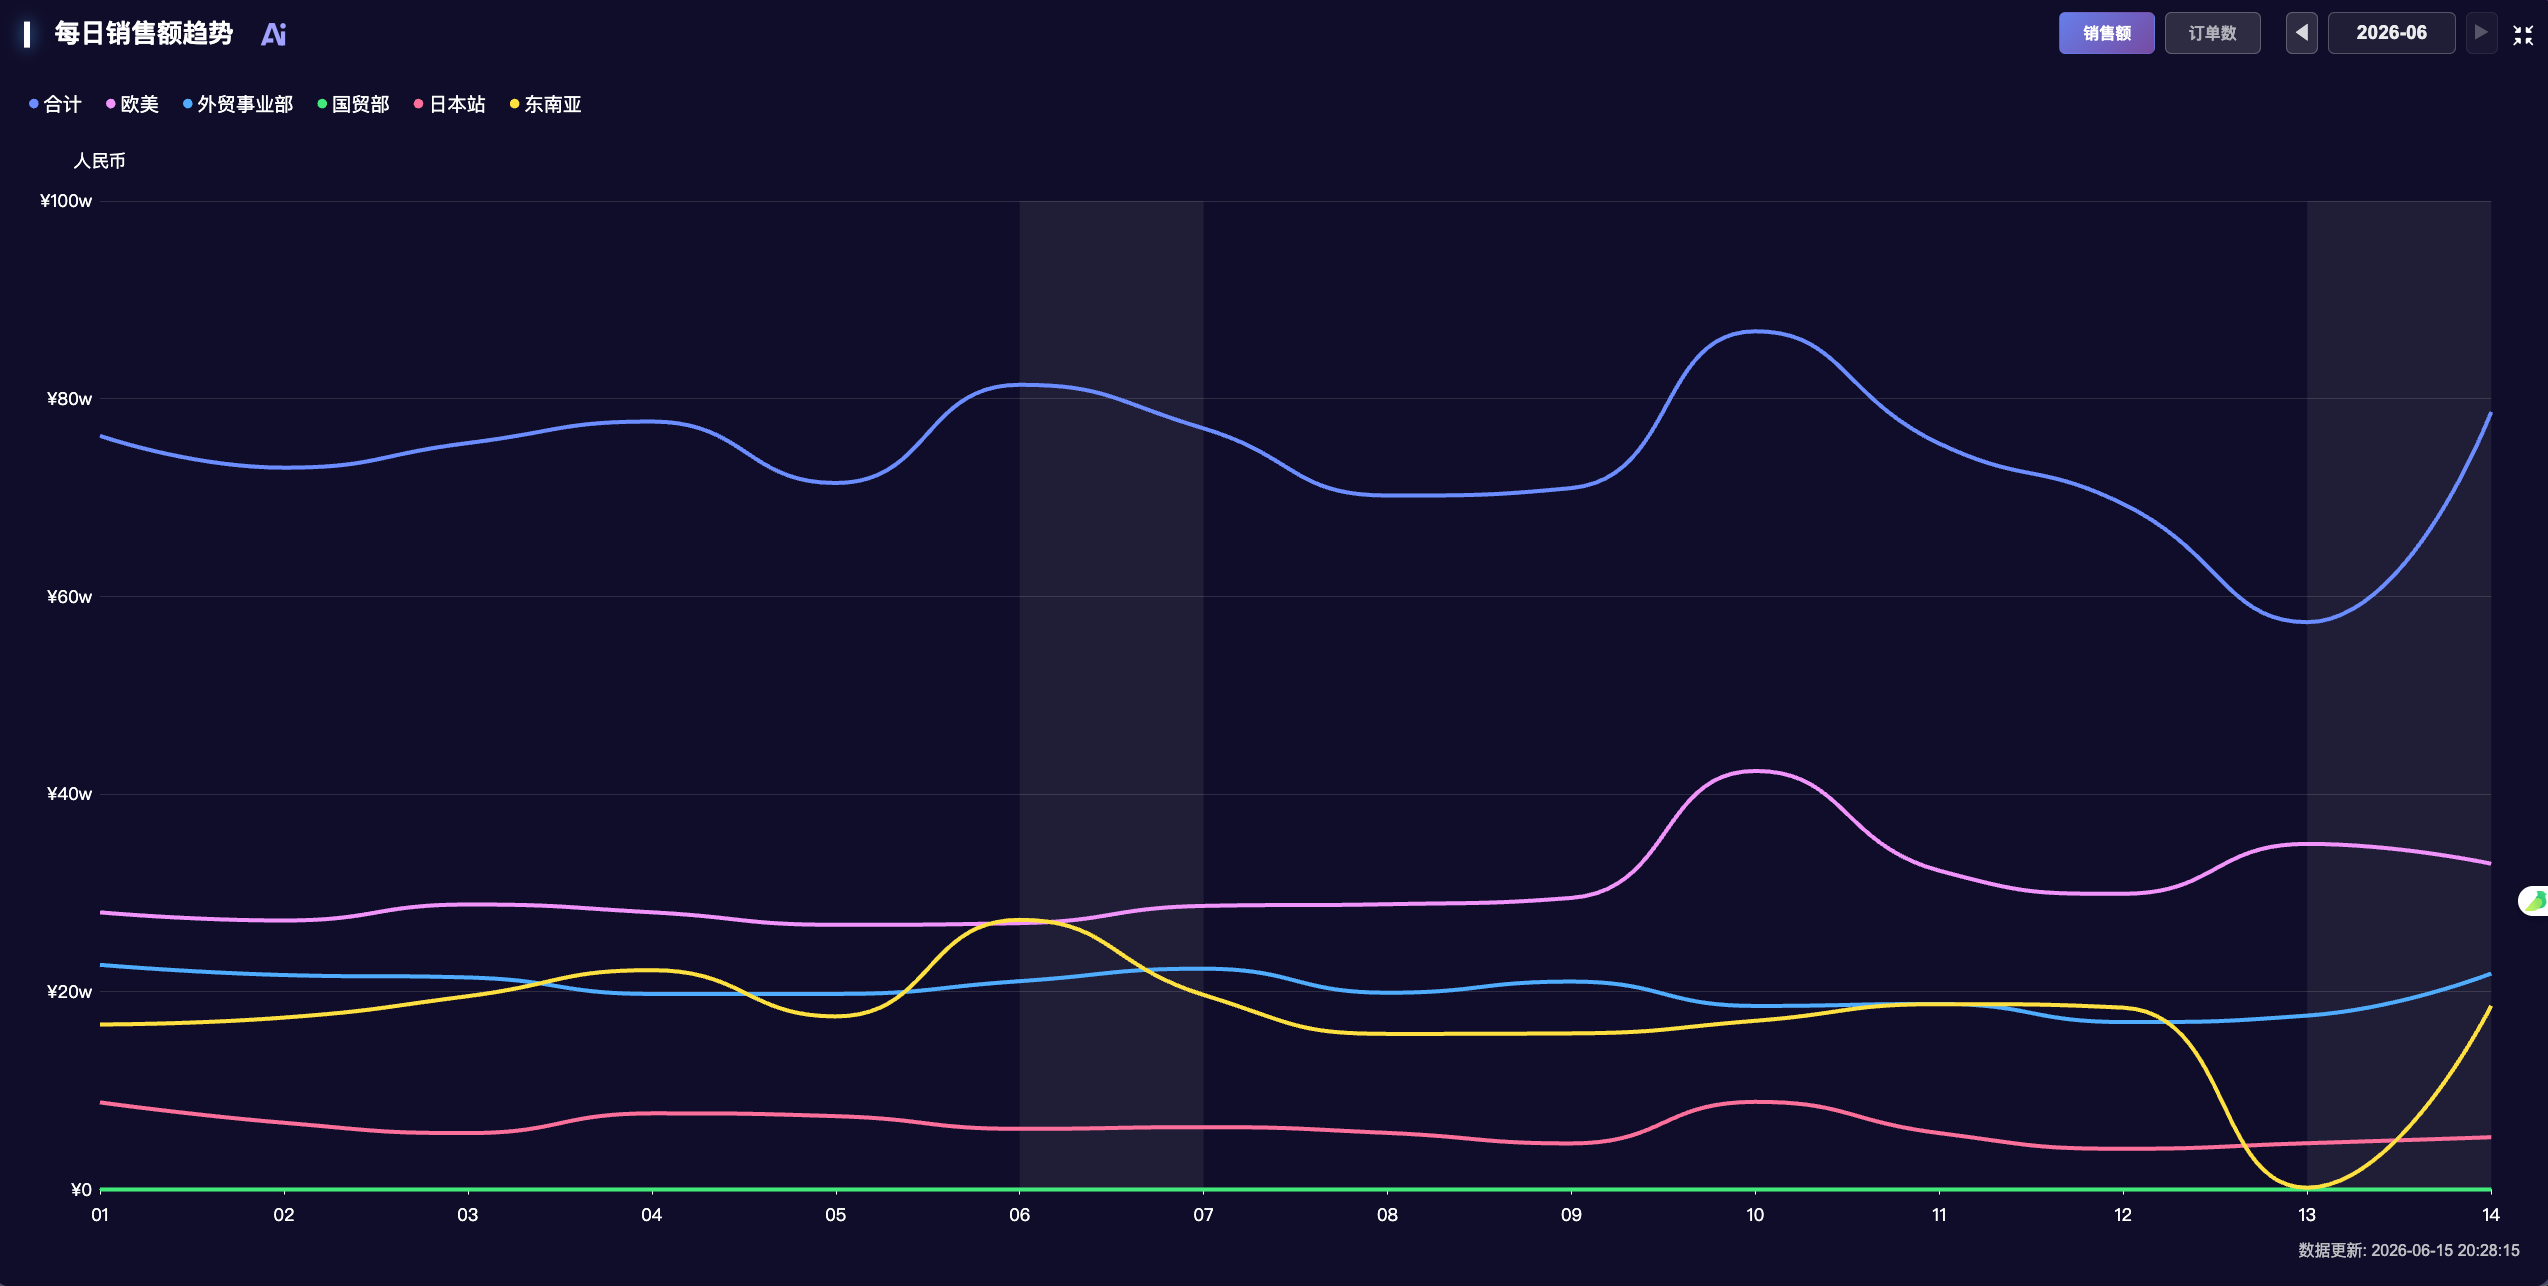 每日销售额趋势 Ai 销售额 订单数 2026-06
合计 欧美 外贸事业部 国贸部 日本站 东南亚
人民币
¥100w
¥80w
¥60w
¥40w
¥20w
¥0
01 02 03 04 05 06 07 08 09 10 11 12 13 14
数据更新: 2026-06-15 20:28:15